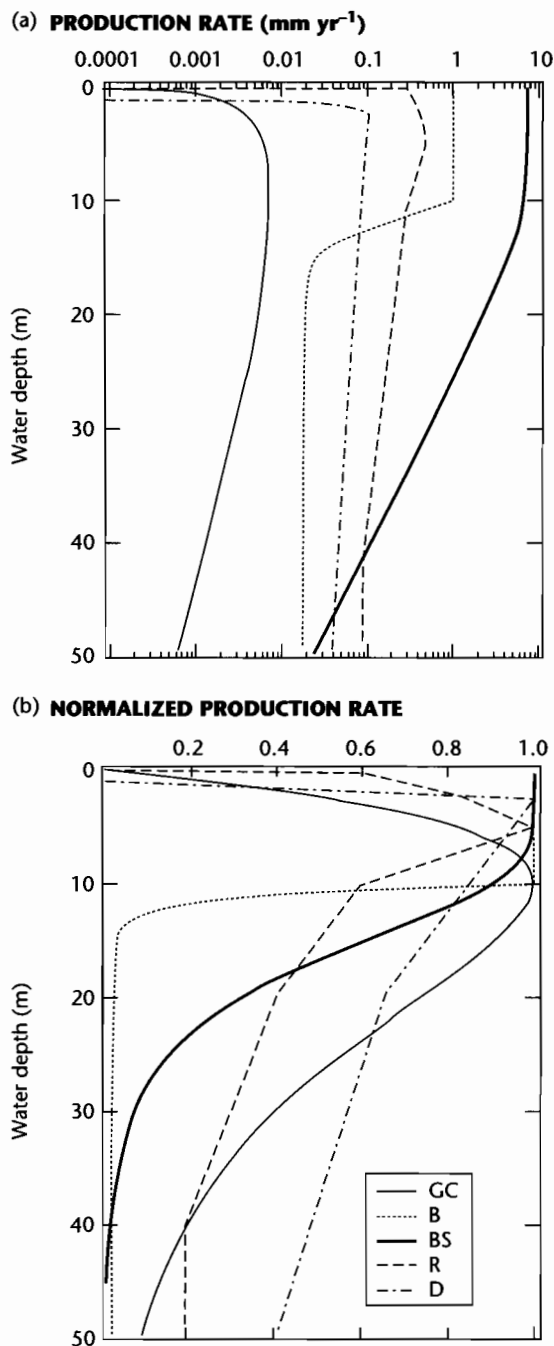 (a) PRODUCTION RATE (mm yr⁻¹)
0.0001 0.001 0.01 0.1 1 10
0
10
20
30
40
50
Water depth (m)
(b) NORMALIZED PRODUCTION RATE
0.2 0.4 0.6 0.8 1.0
0
10
20
30
40
50
Water depth (m)
GC
B
BS
R
D